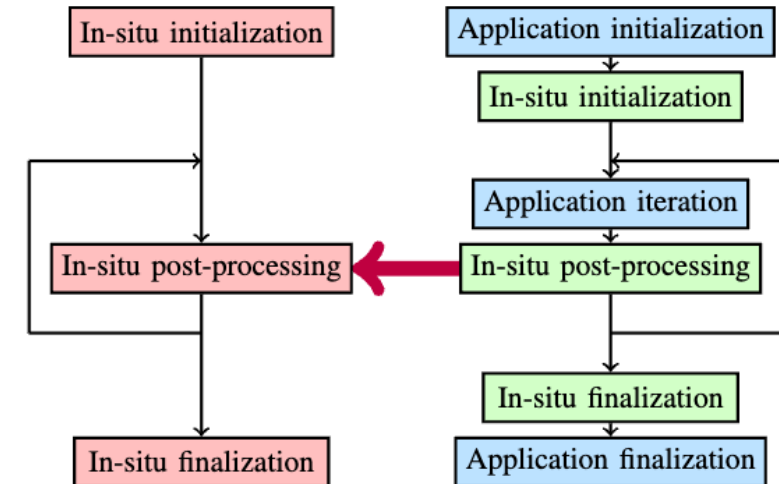 In-situ initialization
Application initialization
In-situ initialization
Application iteration
In-situ post-processing
In-situ post-processing
In-situ finalization
In-situ finalization
Application finalization